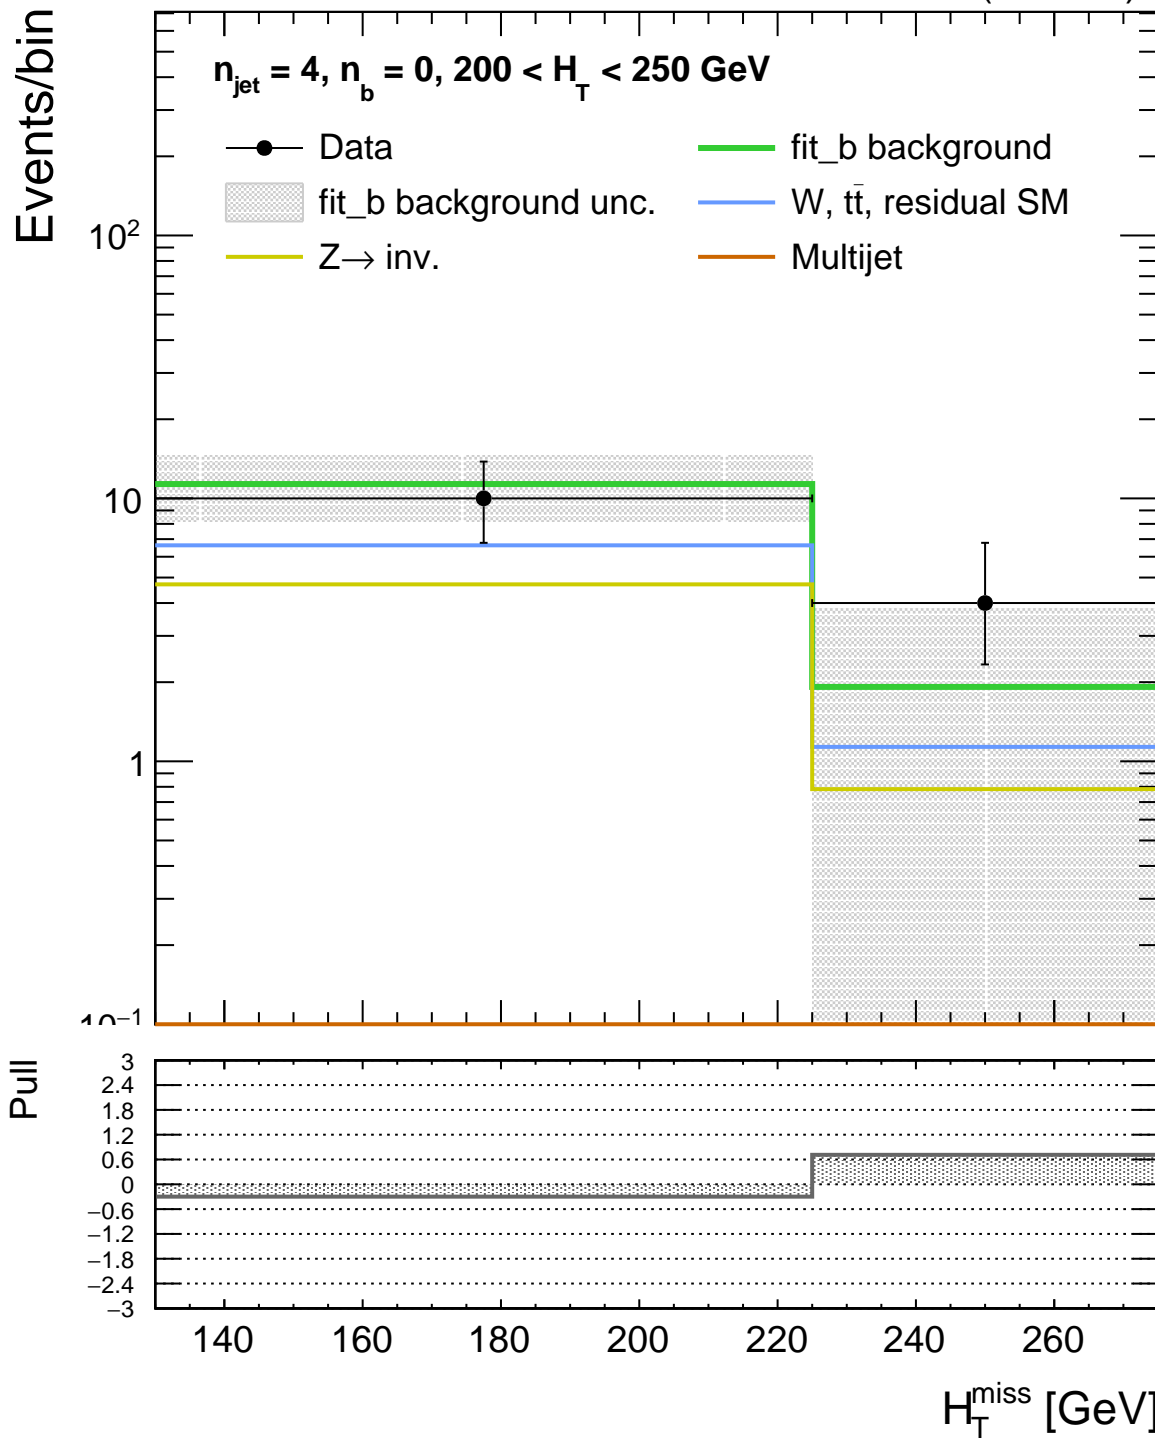 Events/bin
n_jet = 4, n_b = 0, 200 < H_T < 250 GeV
Data
fit_b background
fit_b background unc.
W, tt̄, residual SM
Z→ inv.
Multijet
10²
10
1
10⁻¹
Pull
3
2.4
1.8
1.2
0.6
0
−0.6
−1.2
−1.8
−2.4
−3
140 160 180 200 220 240 260
H_T^miss [GeV]